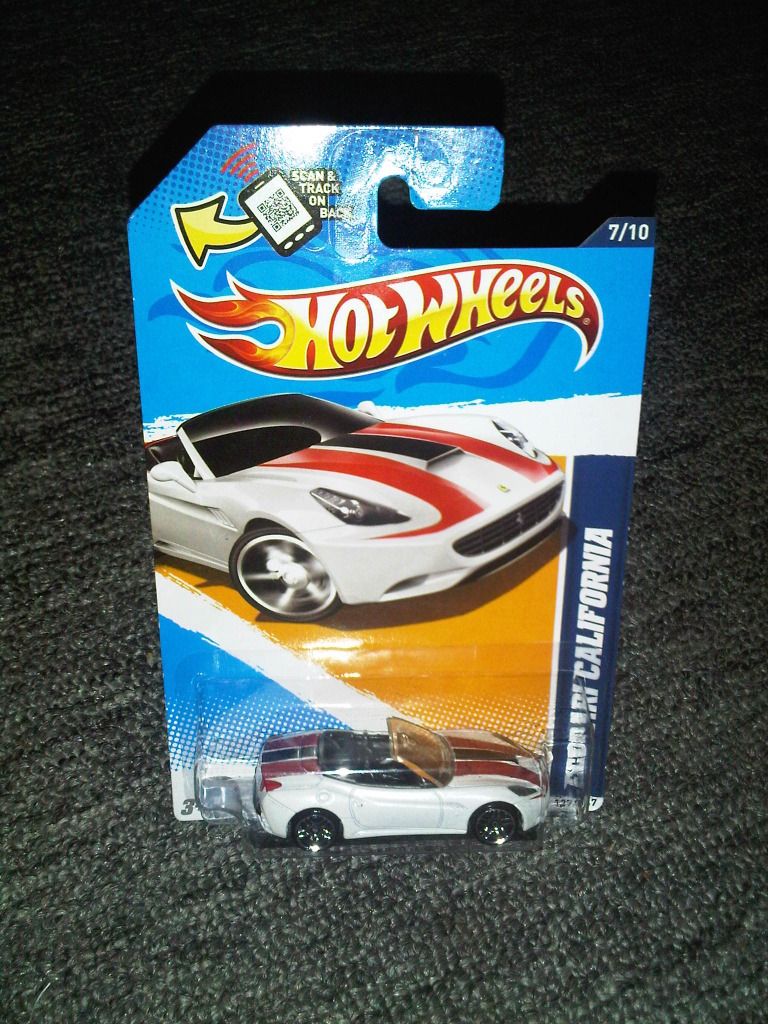 SCAN &
TRACK
ON
BACK
7/10
HOT WHEELS
CALIFORNIA